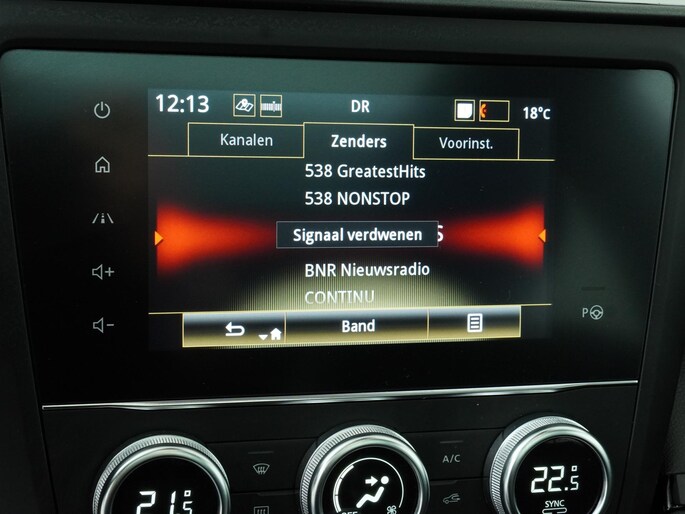 12:13 DR 18°C
Kanalen Zenders Voorinst.
538 GreatestHits
538 NONSTOP
Signaal verdwenen S
BNR Nieuwsradio
CONTINU
Band
P
A/C
21.5 22.5
OFF SYNC